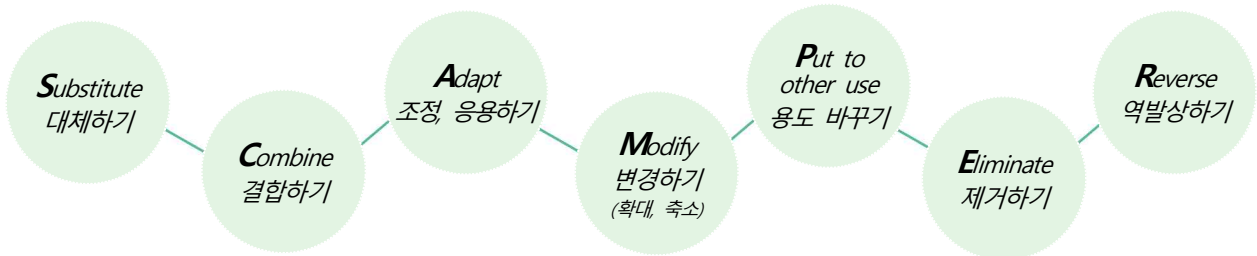 Substitute
대체하기
Combine
결합하기
Adapt
조정, 응용하기
Modify
변경하기
(확대, 축소)
Put to
other use
용도 바꾸기
Eliminate
제거하기
Reverse
역발상하기